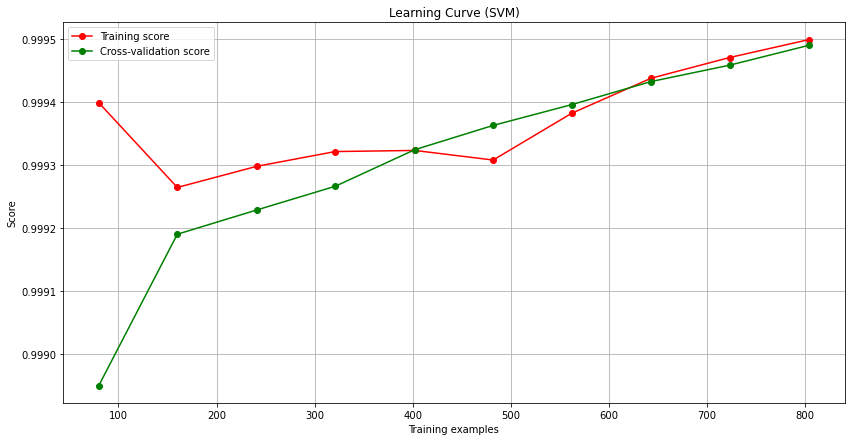 Learning Curve (SVM)
Training score
Cross-validation score
0.9995
0.9994
0.9993
0.9992
0.9991
0.9990
Score
100 200 300 400 500 600 700 800
Training examples